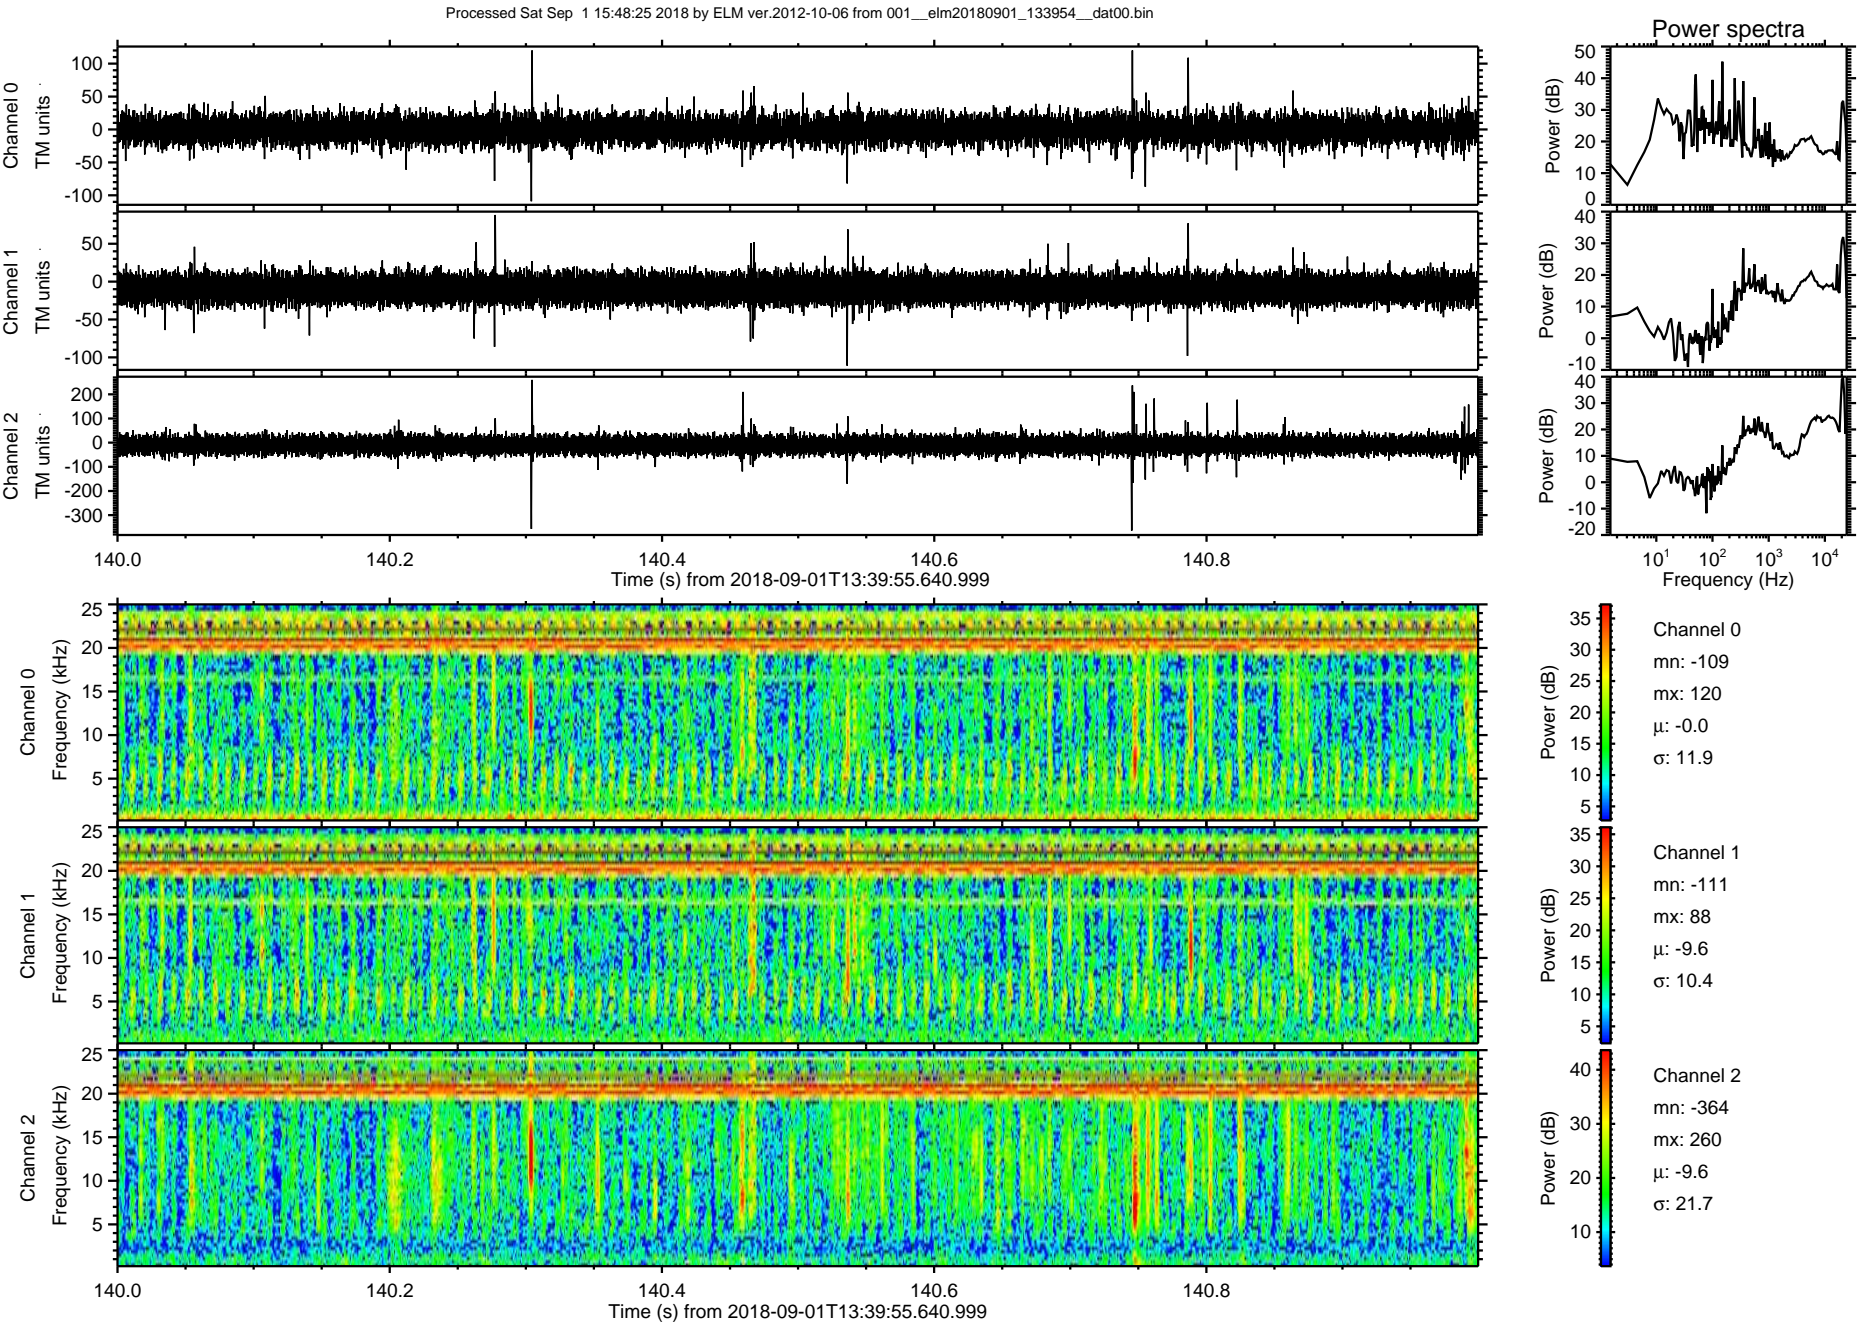 Processed Sat Sep  1 15:48:25 2018 by ELM ver.2012-10-06 from 001__elm20180901_133954__dat00.bin
Power spectra
Channel 0
TM units
100
50
0
-50
-100
Power (dB)
50
40
30
20
10
0
Channel 1
TM units
50
0
-50
-100
Power (dB)
40
30
20
10
0
-10
Channel 2
TM units
200
100
0
-100
-200
-300
Power (dB)
40
30
20
10
0
-10
-20
140.0 140.2 140.4 140.6 140.8
Time (s) from 2018-09-01T13:39:55.640.999
10¹ 10² 10³ 10⁴
Frequency (Hz)
Channel 0
Frequency (kHz)
25
20
15
10
5
Power (dB)
35
30
25
20
15
10
5
Channel 0
mn: -109
mx: 120
μ: -0.0
σ: 11.9
Channel 1
Frequency (kHz)
25
20
15
10
5
Power (dB)
35
30
25
20
15
10
5
Channel 1
mn: -111
mx: 88
μ: -9.6
σ: 10.4
Channel 2
Frequency (kHz)
25
20
15
10
5
Power (dB)
40
30
20
10
Channel 2
mn: -364
mx: 260
μ: -9.6
σ: 21.7
140.0 140.2 140.4 140.6 140.8
Time (s) from 2018-09-01T13:39:55.640.999